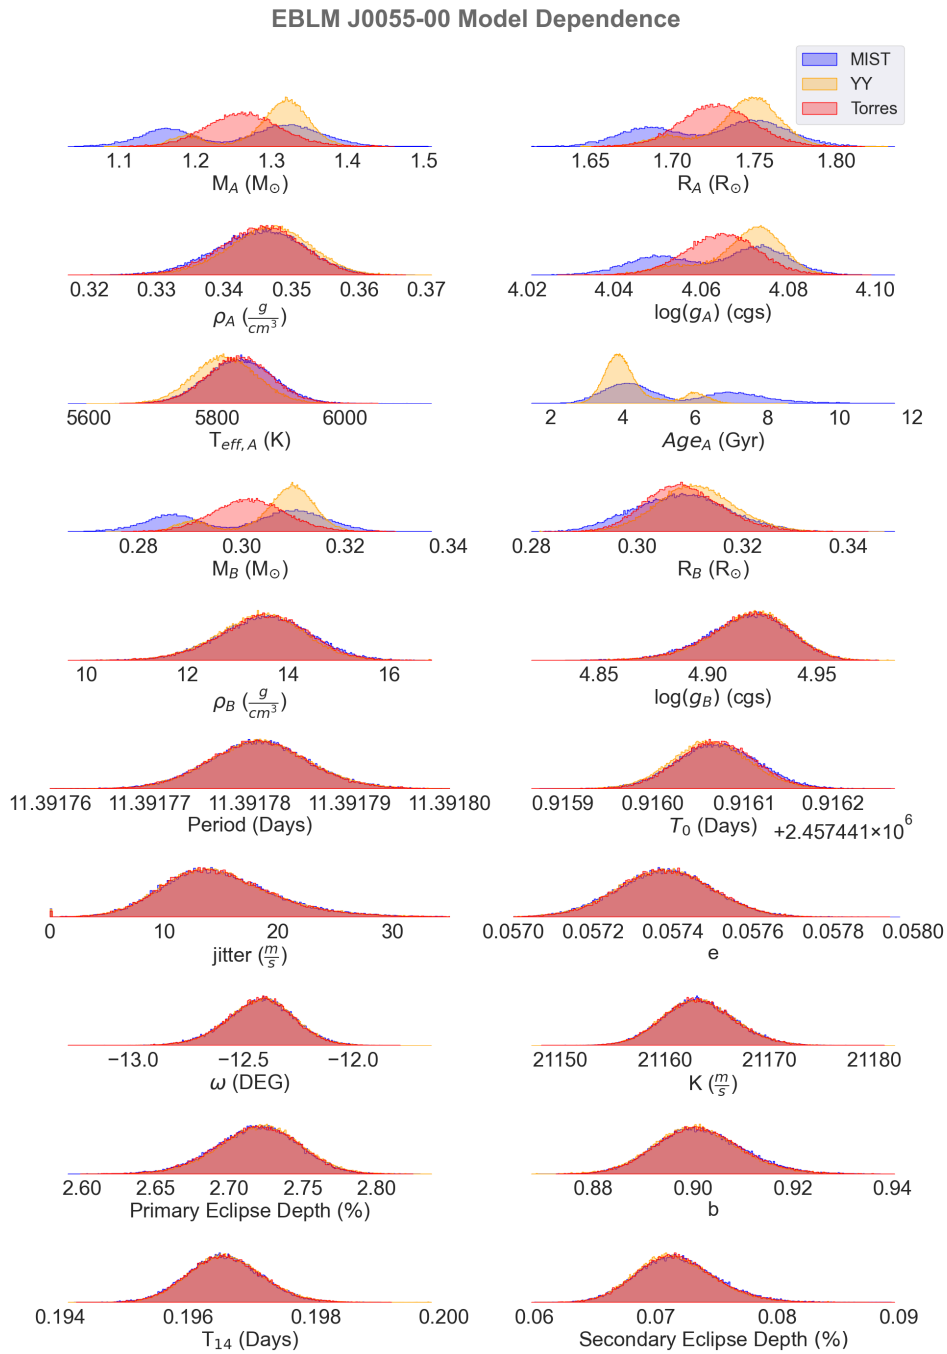 EBLM J0055-00 Model Dependence
MIST
YY
Torres
1.1 1.2 1.3 1.4 1.5
M_A (M_⊙)
1.65 1.70 1.75 1.80
R_A (R_⊙)
0.32 0.33 0.34 0.35 0.36 0.37
ρ_A (g/cm³)
4.02 4.04 4.06 4.08 4.10
log(g_A) (cgs)
5600 5800 6000
T_eff,A (K)
2 4 6 8 10 12
Age_A (Gyr)
0.28 0.30 0.32 0.34
M_B (M_⊙)
0.28 0.30 0.32 0.34
R_B (R_⊙)
10 12 14 16
ρ_B (g/cm³)
4.85 4.90 4.95
log(g_B) (cgs)
11.39176 11.39177 11.39178 11.39179 11.39180
Period (Days)
0.9159 0.9160 0.9161 0.9162
T_0 (Days) +2.457441×10⁶
0 10 20 30
jitter (m/s)
0.0570 0.0572 0.0574 0.0576 0.0578 0.0580
e
−13.0 −12.5 −12.0
ω (DEG)
21150 21160 21170 21180
K (m/s)
2.60 2.65 2.70 2.75 2.80
Primary Eclipse Depth (%)
0.88 0.90 0.92 0.94
b
0.194 0.196 0.198 0.200
T_14 (Days)
0.06 0.07 0.08 0.09
Secondary Eclipse Depth (%)